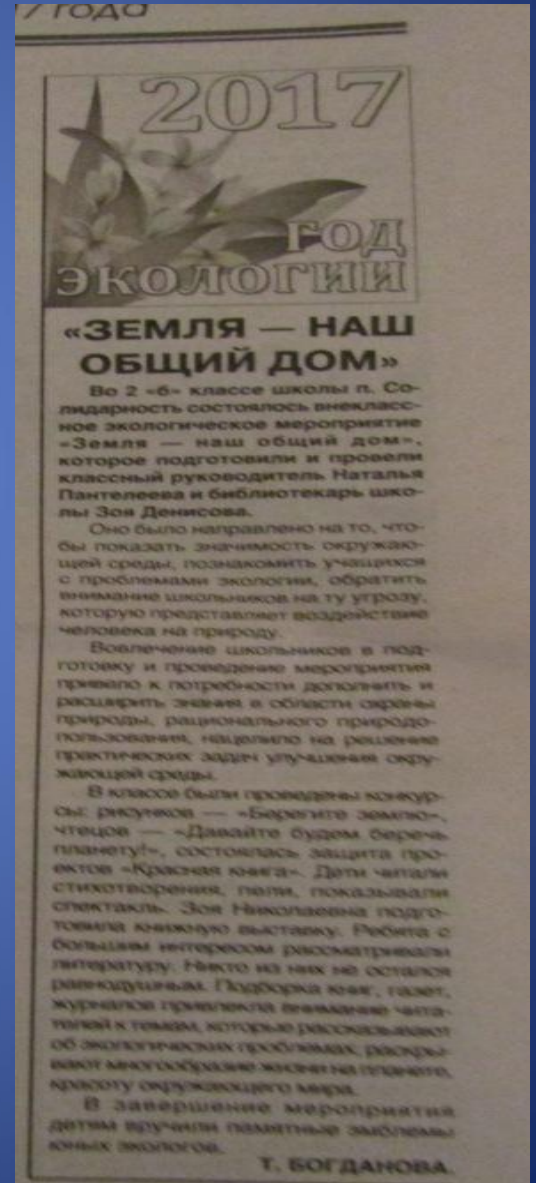 7 года
2017
ГОД
ЭКОЛОГИИ
«ЗЕМЛЯ — НАШ
ОБЩИЙ ДОМ»
Во 2 «б» классе школы п. Со-
лидарность состоялось внекласс-
ное экологическое мероприятие
«Земля — наш общий дом»,
которое подготовили и провели
классный руководитель Наталья
Пантелеева и библиотекарь шко-
лы Зоя Денисова.
Оно было направлено на то, что-
бы показать значимость окружаю-
щей среды, познакомить учащихся
с проблемами экологии, обратить
внимание школьников на ту угрозу,
которую представляет воздействие
человека на природу.
Вовлечение школьников в под-
готовку и проведение мероприятия
привело к потребности дополнить и
расширить знания в области охраны
природы, рационального природо-
пользования, нацелило на решение
практических задач улучшения окру-
жающей среды.
В классе были проведены конкур-
сы: рисунков — «Берегите землю»,
чтецов — «Давайте будем беречь
планету!», состоялась защита про-
ектов «Красная книга». Дети читали
стихотворения, пели, показывали
спектакль. Зоя Николаевна подго-
товила книжную выставку. Ребята с
большим интересом рассматривали
литературу. Никто из них не остался
равнодушным. Подборка книг, газет,
журналов привлекла внимание чита-
телей к темам, которые рассказывают
об экологических проблемах, раскры-
вают многообразие жизни на планете,
красоту окружающего мира.
В завершение мероприятия
детям вручили памятные эмблемы
юных экологов.
Т. БОГДАНОВА.